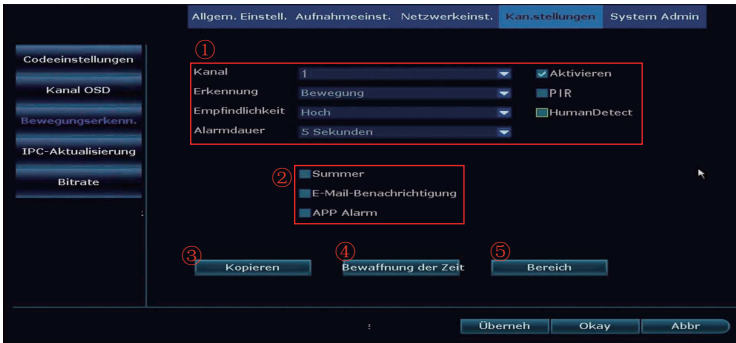 Allgem. Einstell. Aufnahmeeinst. Netzwerkeinst. Kan.stellungen System Admin
Codeeinstellungen
Kanal OSD
Bewegungserkenn.
IPC-Aktualisierung
Bitrate
①
Kanal 1 Aktivieren
Erkennung Bewegung PIR
Empfindlichkeit Hoch HumanDetect
Alarmdauer 5 Sekunden
② Summer
E-Mail-Benachrichtigung
APP Alarm
③ ④ ⑤
Kopieren Bewaffnung der Zeit Bereich
Überneh Okay Abbr